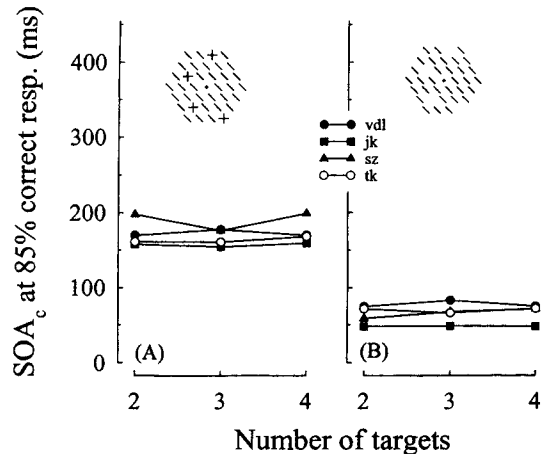 SOAc at 85% correct resp. (ms)
400
300
200
100
0
vdl
jk
sz
tk
(A)
(B)
2 3 4 2 3 4
Number of targets